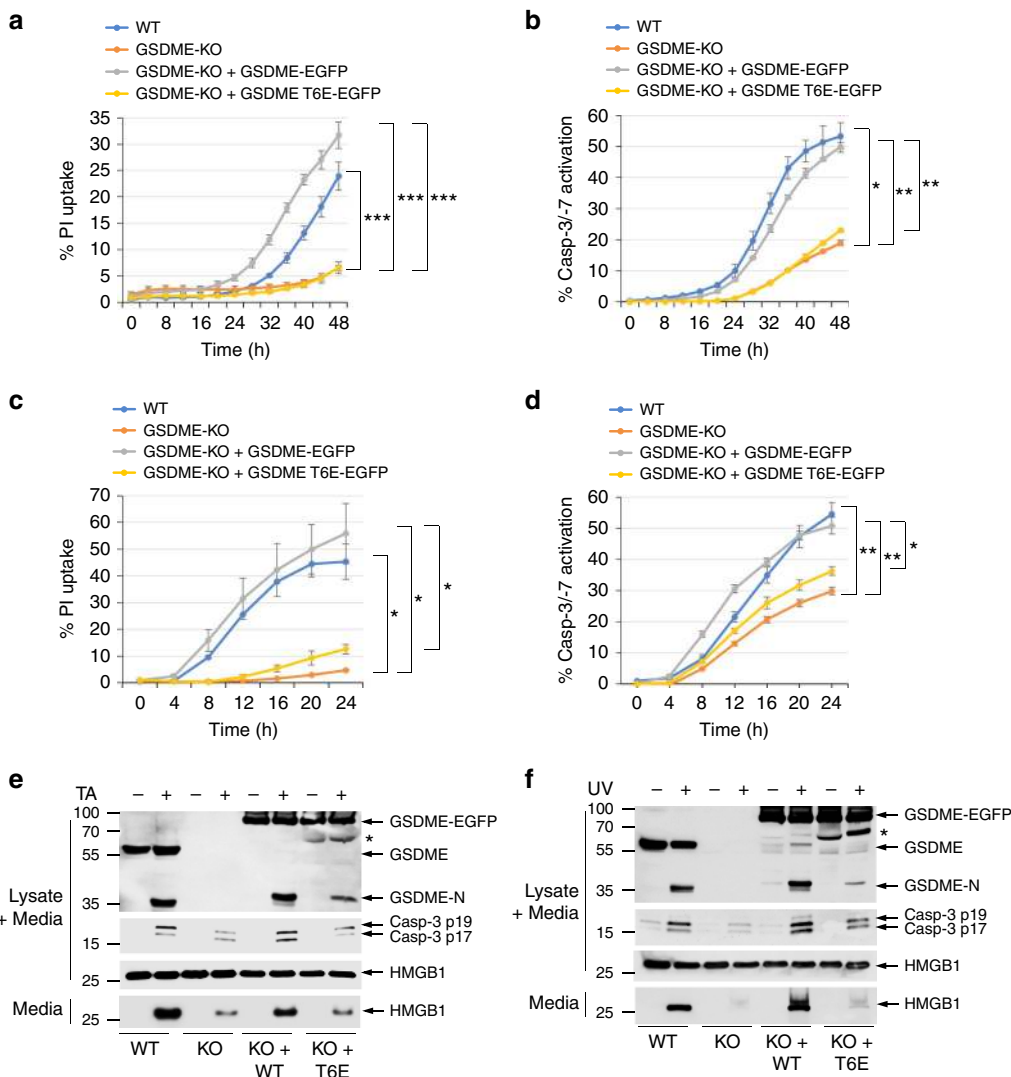 a
WT
GSDME-KO
GSDME-KO + GSDME-EGFP
GSDME-KO + GSDME T6E-EGFP
% PI uptake
35
30
25
20
15
10
5
0
0 8 16 24 32 40 48
Time (h)
*** *** ***
b
WT
GSDME-KO
GSDME-KO + GSDME-EGFP
GSDME-KO + GSDME T6E-EGFP
% Casp-3/-7 activation
60
50
40
30
20
10
0
0 8 16 24 32 40 48
Time (h)
* ** **
c
WT
GSDME-KO
GSDME-KO + GSDME-EGFP
GSDME-KO + GSDME T6E-EGFP
% PI uptake
70
60
50
40
30
20
10
0
0 4 8 12 16 20 24
Time (h)
* * *
d
WT
GSDME-KO
GSDME-KO + GSDME-EGFP
GSDME-KO + GSDME T6E-EGFP
% Casp-3/-7 activation
60
50
40
30
20
10
0
0 4 8 12 16 20 24
Time (h)
** ** *
e
TA – + – + – + – +
100
70
55
35
15
25
25
Lysate
+ Media
Media
GSDME-EGFP
*
GSDME
GSDME-N
Casp-3 p19
Casp-3 p17
HMGB1
HMGB1
WT KO KO + KO +
WT T6E
f
UV – + – + – + – +
100
70
55
35
15
25
25
Lysate
+ Media
Media
GSDME-EGFP
*
GSDME
GSDME-N
Casp-3 p19
Casp-3 p17
HMGB1
HMGB1
WT KO KO + KO +
WT T6E